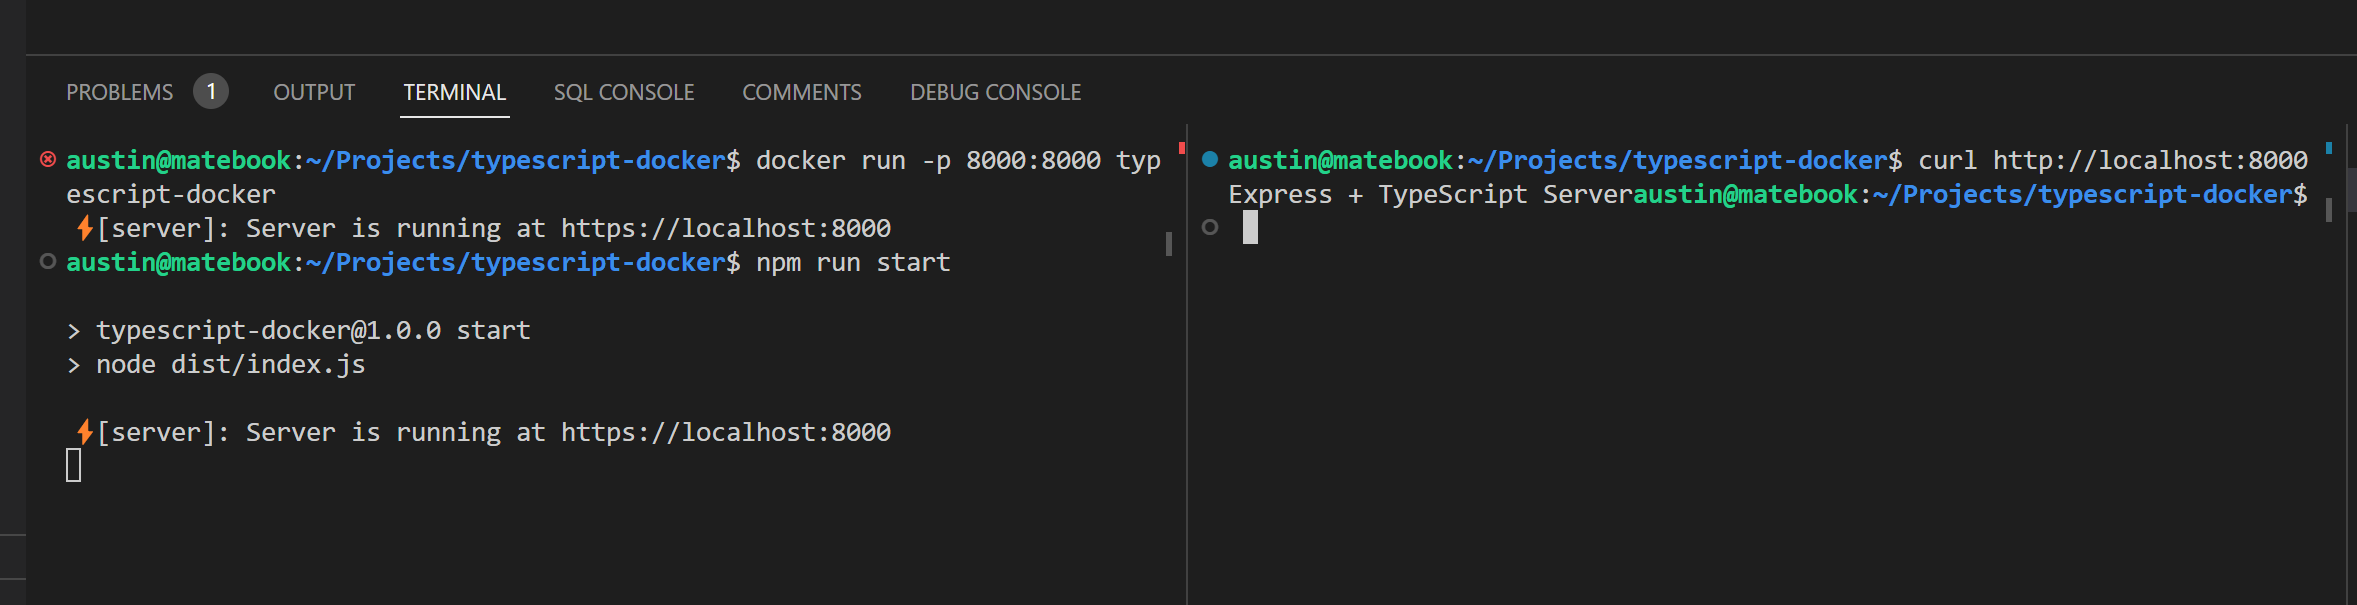 PROBLEMS 1 OUTPUT TERMINAL SQL CONSOLE COMMENTS DEBUG CONSOLE
austin@matebook:~/Projects/typescript-docker$ docker run -p 8000:8000 typ
escript-docker
⚡[server]: Server is running at https://localhost:8000
austin@matebook:~/Projects/typescript-docker$ npm run start
> typescript-docker@1.0.0 start
> node dist/index.js
⚡[server]: Server is running at https://localhost:8000
austin@matebook:~/Projects/typescript-docker$ curl http://localhost:8000
Express + TypeScript Serveraustin@matebook:~/Projects/typescript-docker$